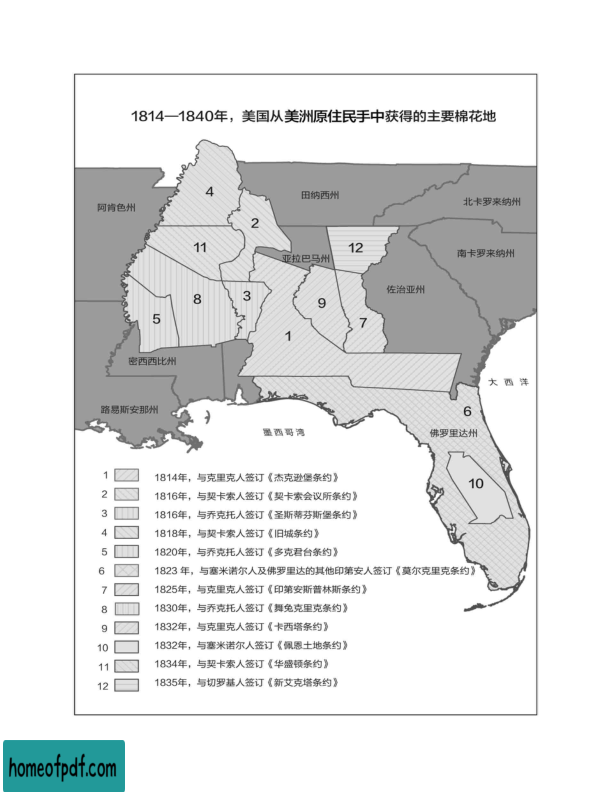 1814—1840年，美国从美洲原住民手中获得的主要棉花地
4
田纳西州
北卡罗来纳州
阿肯色州
2
11
12
亚拉巴马州
南卡罗来纳州
佐治亚州
3
8
9
5
7
1
密西西比州
大西洋
路易斯安那州
6
墨西哥湾
佛罗里达州
10
1 1814年，与克里克人签订《杰克逊堡条约》
2 1816年，与契卡索人签订《契卡索会议所条约》
3 1816年，与乔克托人签订《圣斯蒂芬斯堡条约》
4 1818年，与契卡索人签订《旧城条约》
5 1820年，与乔克托人签订《多克君台条约》
6 1823 年，与塞米诺尔人及佛罗里达的其他印第安人签订《莫尔克里克条约》
7 1825年，与克里克人签订《印第安斯普林斯条约》
8 1830年，与乔克托人签订《舞兔克里克条约》
9 1832年，与克里克人签订《卡西塔条约》
10 1832年，与塞米诺尔人签订《佩恩土地条约》
11 1834年，与契卡索人签订《华盛顿条约》
12 1835年，与切罗基人签订《新艾克塔条约》
homeofpdf.com